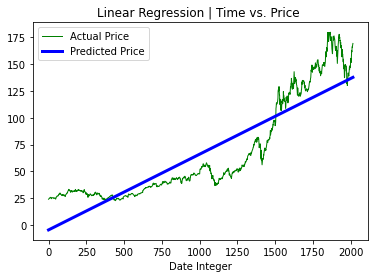 Linear Regression | Time vs. Price
Actual Price
Predicted Price
175
150
125
100
75
50
25
0
0 250 500 750 1000 1250 1500 1750 2000
Date Integer